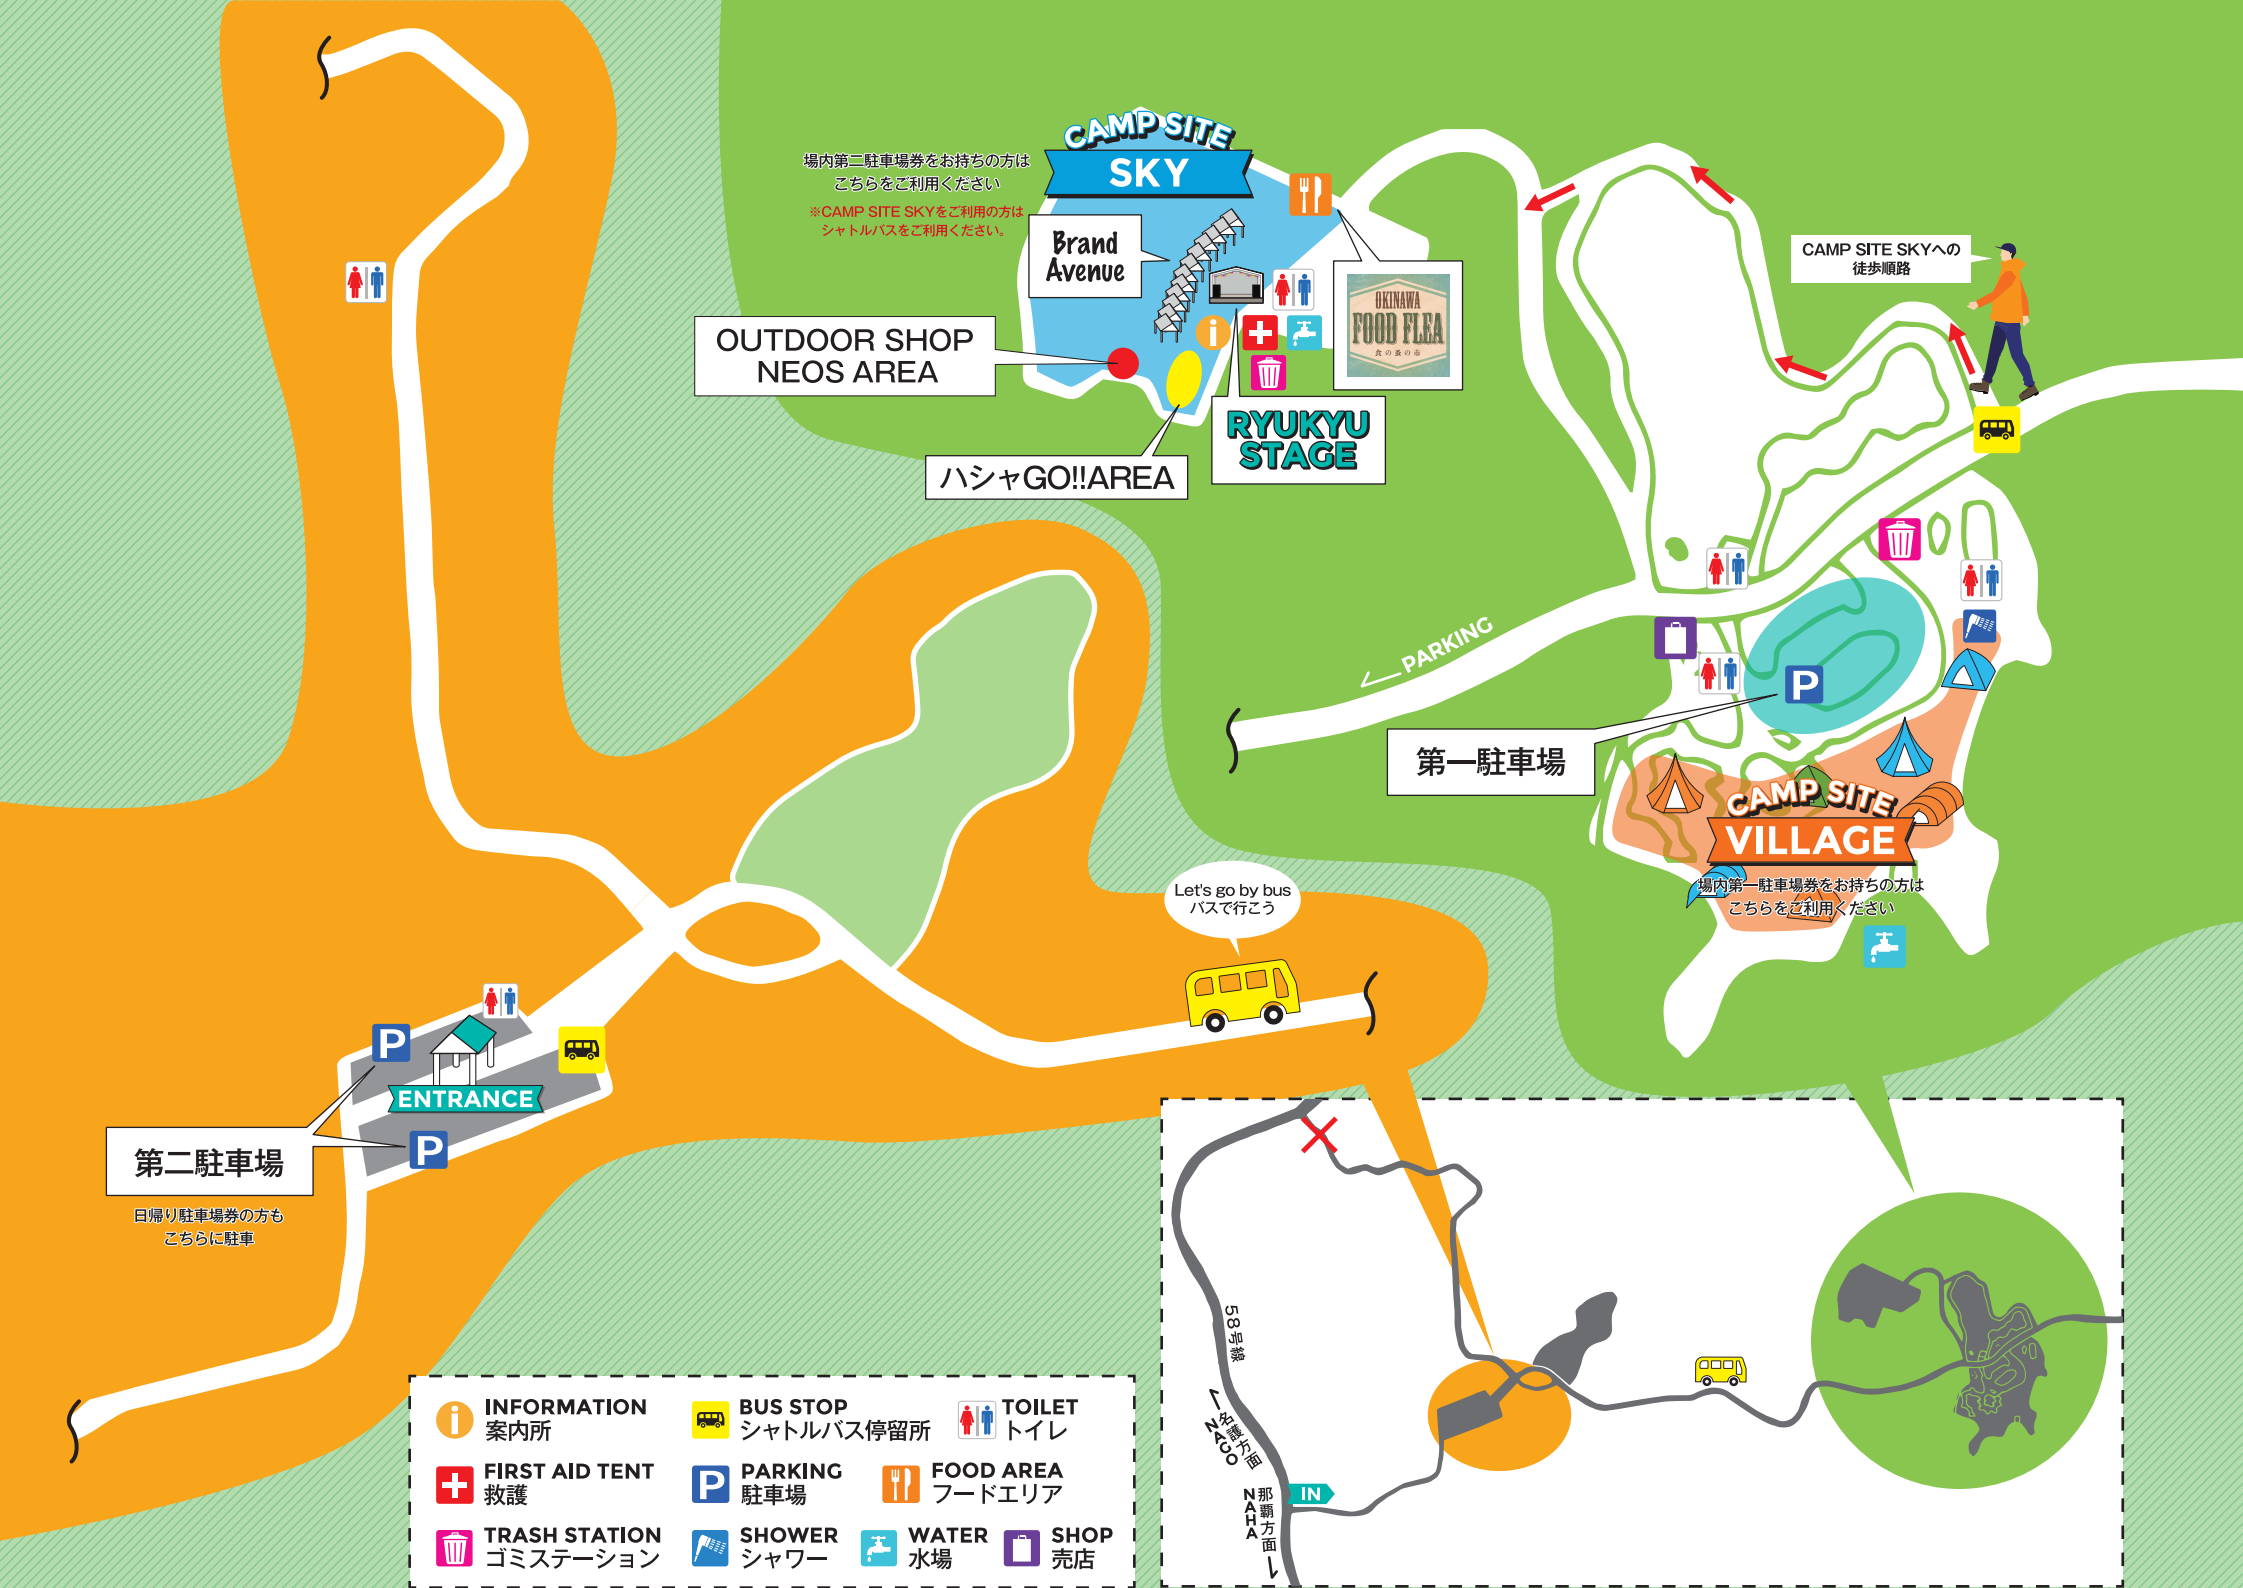 CAMP SITE
SKY
場内第二駐車場券をお持ちの方は
こちらをご利用ください
※CAMP SITE SKYをご利用の方は
シャトルバスをご利用ください。
Brand
Avenue
OUTDOOR SHOP
NEOS AREA
ハシャGO!!AREA
RYUKYU
STAGE
OKINAWA
FOOD FLEA
食の蚤の市
CAMP SITE SKYへの
徒歩順路
PARKING
P
第一駐車場
CAMP SITE
VILLAGE
場内第一駐車場券をお持ちの方は
こちらをご利用ください
Let's go by bus
バスで行こう
P
ENTRANCE
P
第二駐車場
日帰り駐車場券の方も
こちらに駐車
58号線
名護方面
NAGO
那覇方面
NAHA
IN
INFORMATION
案内所
BUS STOP
シャトルバス停留所
TOILET
トイレ
FIRST AID TENT
救護
P
PARKING
駐車場
FOOD AREA
フードエリア
TRASH STATION
ゴミステーション
SHOWER
シャワー
WATER
水場
SHOP
売店